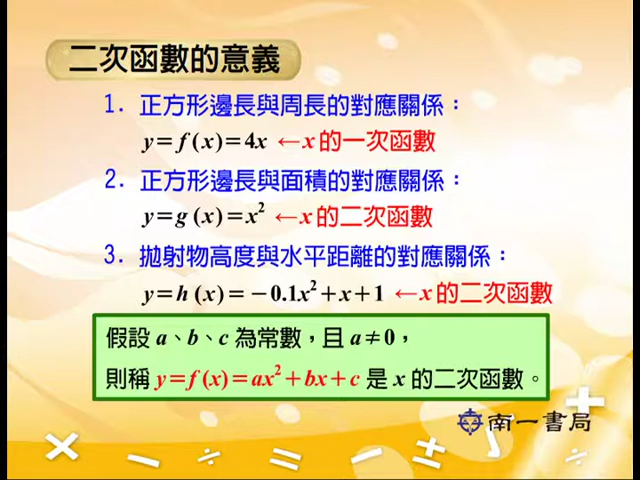 二次函數的意義
1. 正方形邊長與周長的對應關係：
y=f(x)=4x ←x的一次函數
2. 正方形邊長與面積的對應關係：
y=g(x)=x² ←x的二次函數
3. 拋射物高度與水平距離的對應關係：
y=h(x)=−0.1x²+x+1 ←x的二次函數
假設 a、b、c 為常數，且 a≠0，
則稱 y=f(x)=ax²+bx+c 是 x 的二次函數。
南一書局